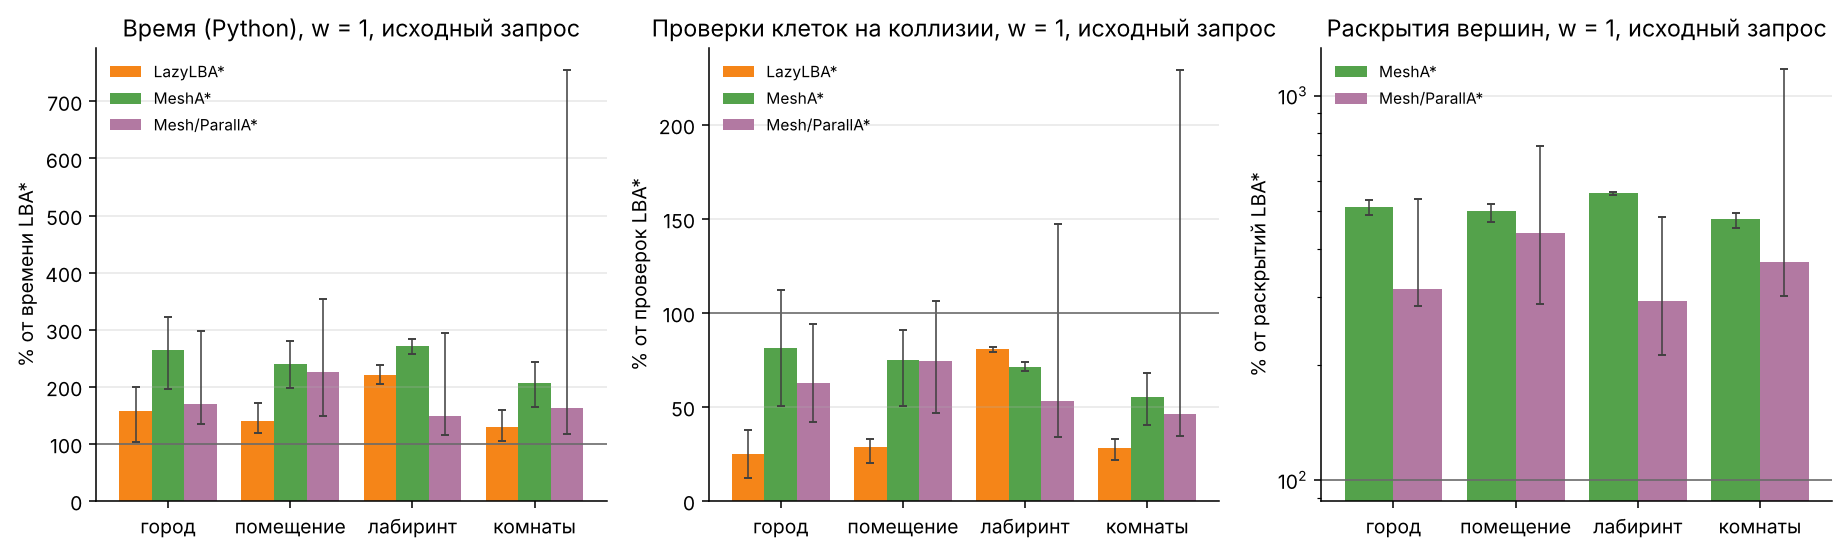 Время (Python), w = 1, исходный запрос
% от времени LBA*
700
600
500
400
300
200
100
0
LazyLBA*
MeshA*
Mesh/ParallA*
город
помещение
лабиринт
комнаты
Проверки клеток на коллизии, w = 1, исходный запрос
% от проверок LBA*
200
150
100
50
0
LazyLBA*
MeshA*
Mesh/ParallA*
город
помещение
лабиринт
комнаты
Раскрытия вершин, w = 1, исходный запрос
% от раскрытий LBA*
10³
10²
MeshA*
Mesh/ParallA*
город
помещение
лабиринт
комнаты